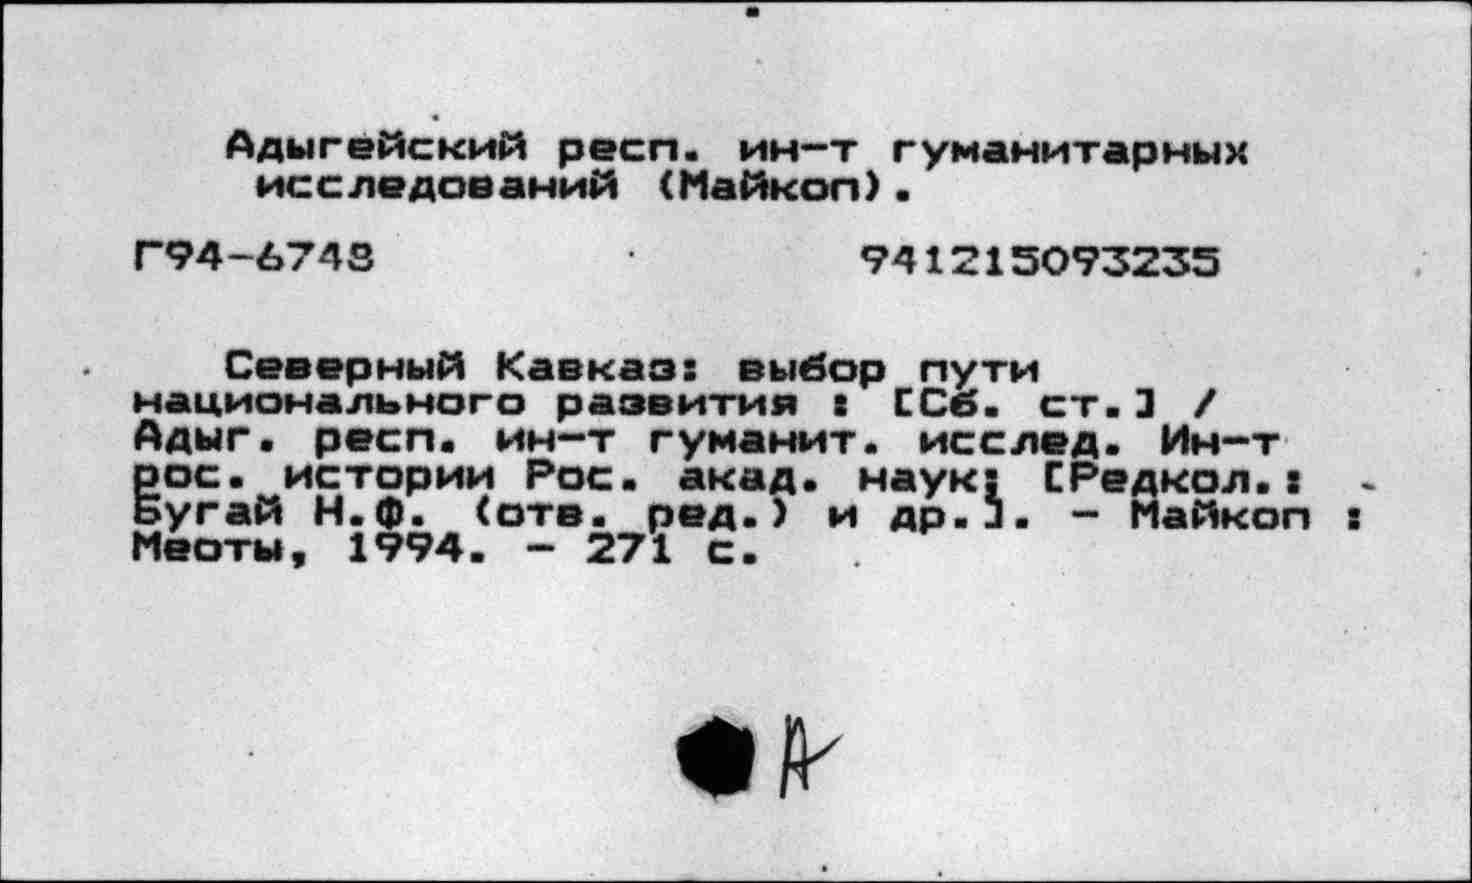 Адыгейский респ. ин-т гуманитарных
исследований (Майкоп).
Г94-6748 941215093235
Северный Кавказ: выбор пути
национального развития : [Сб. ст.] /
Адыг. респ. ин-т гуманит. исслед. Ин-т
рос. истории Рос. акад. наук; [Редкол.:
Бугай Н.Ф. (отв. ред.) и др.]. - Майкоп :
Меоты, 1994. - 271 с.